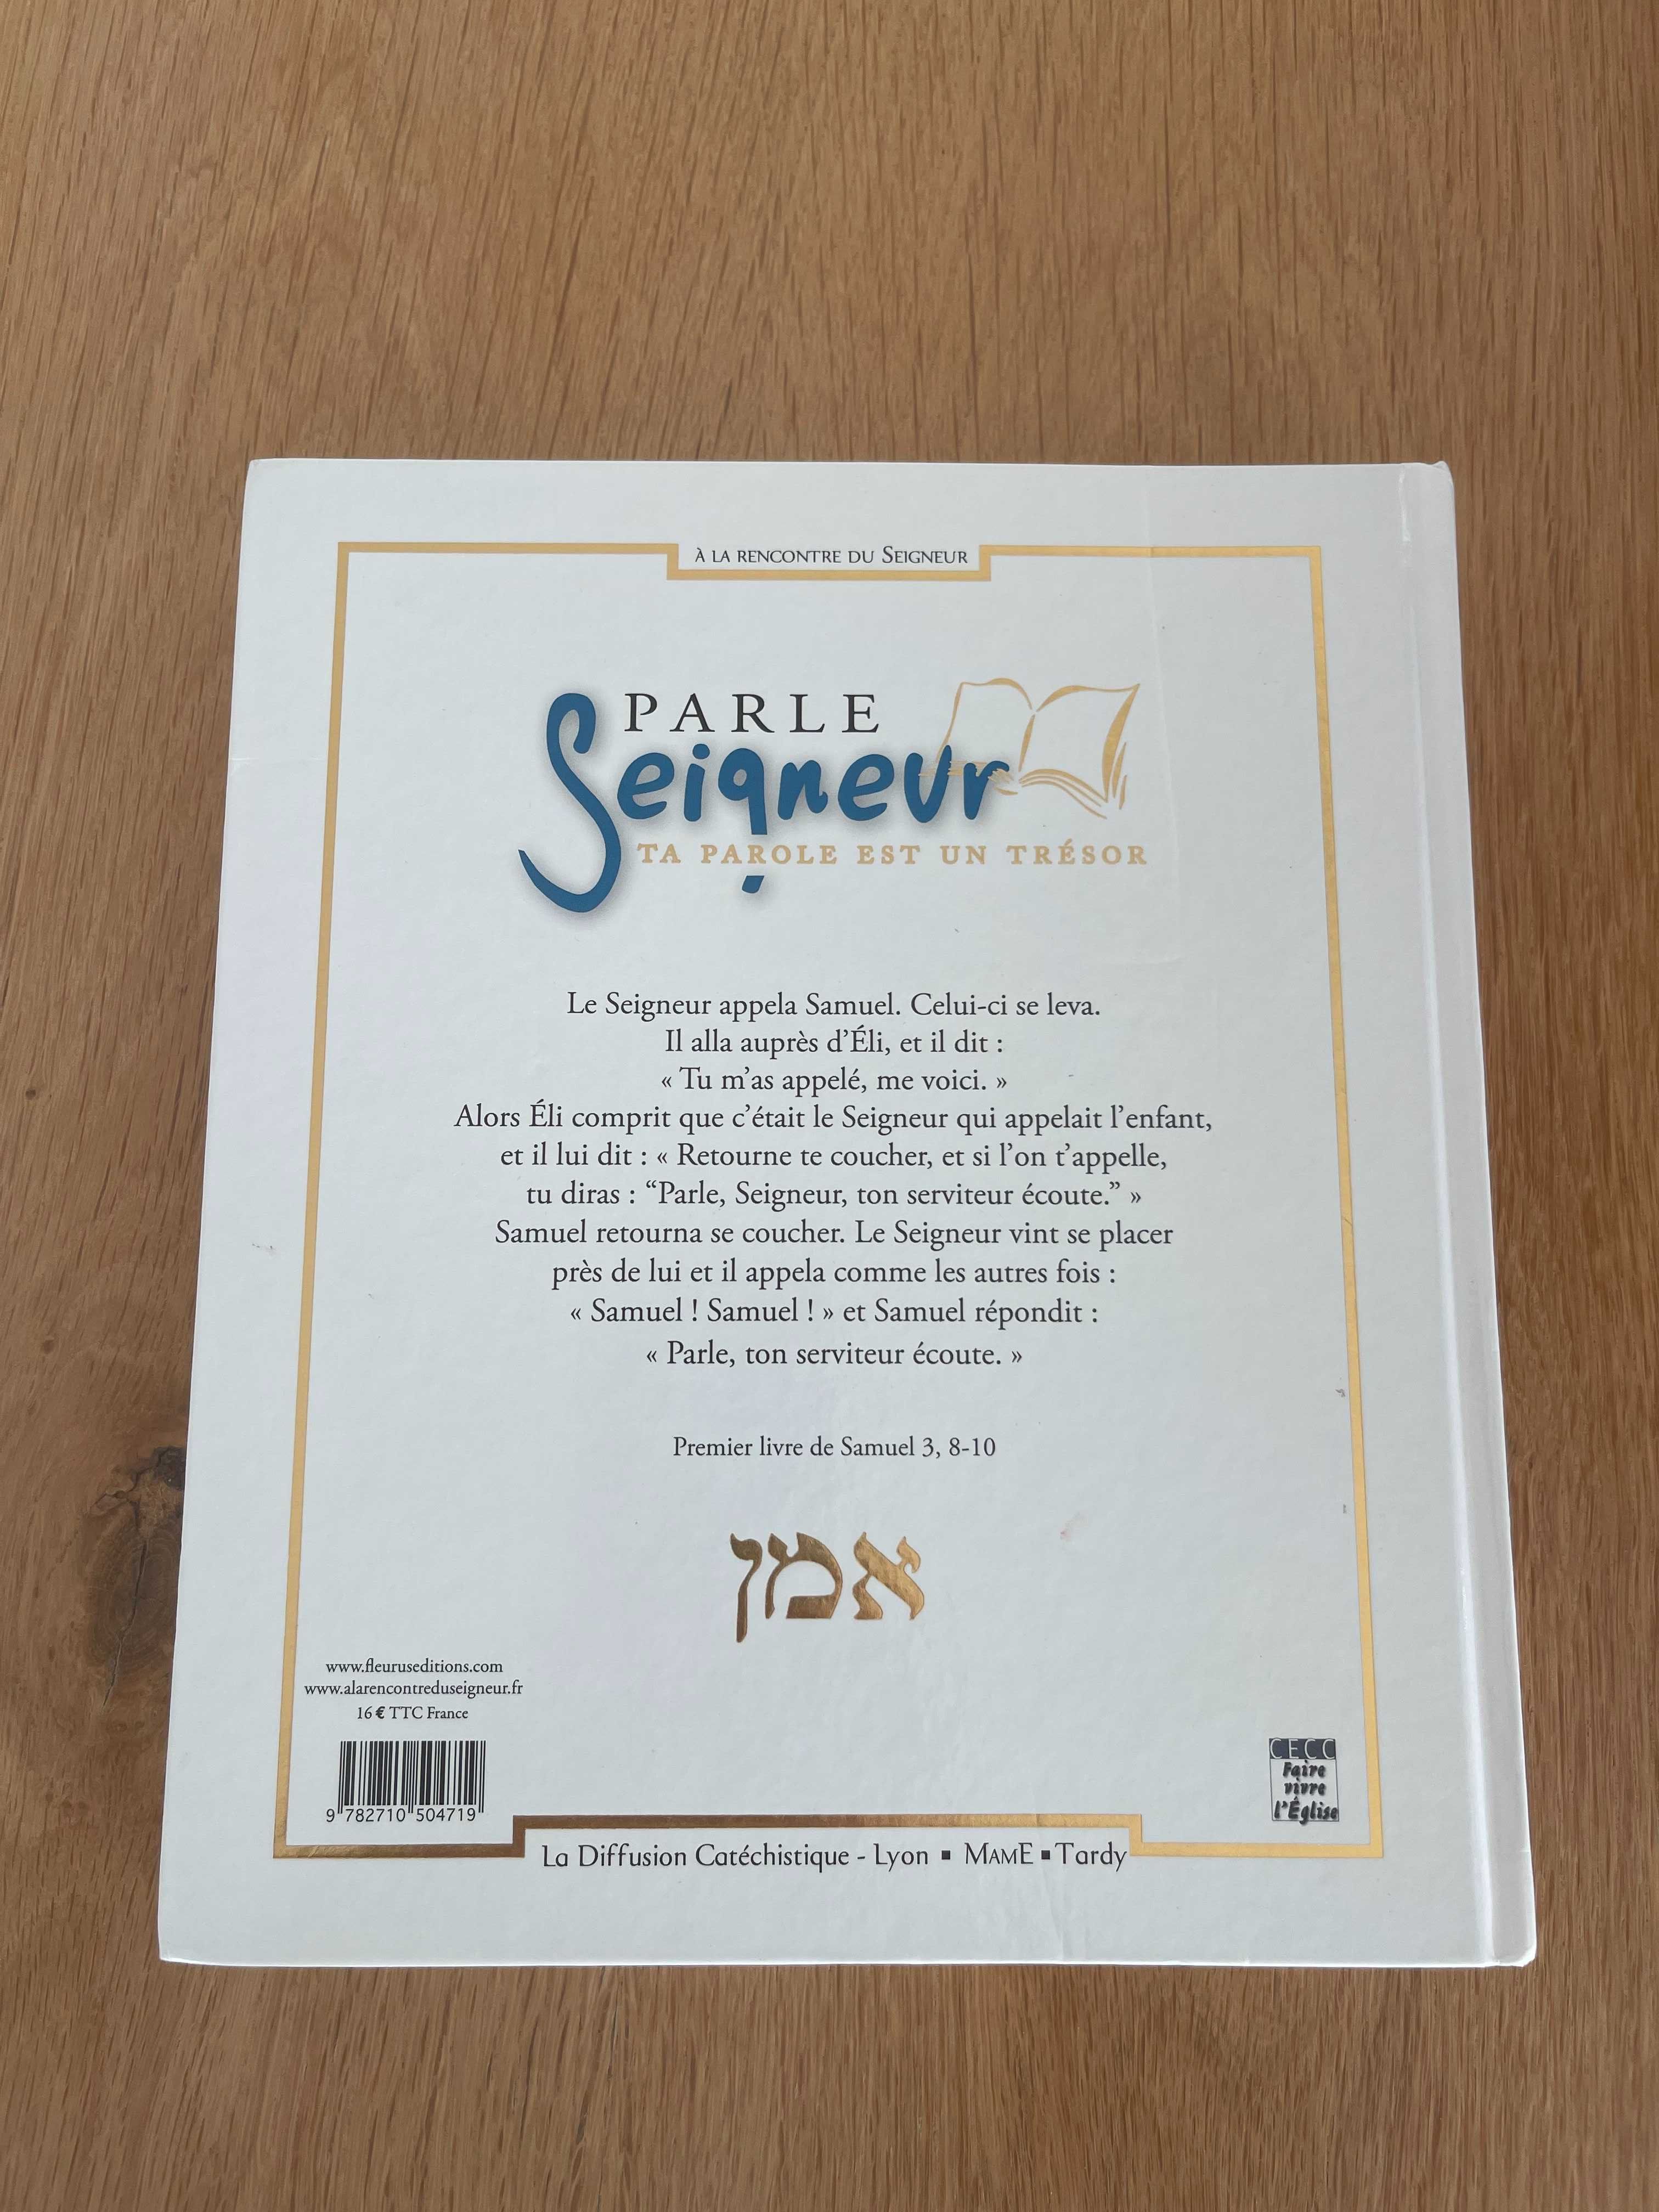 À LA RENCONTRE DU SEIGNEUR
PARLE
Seigneur
TA PAROLE EST UN TRÉSOR
Le Seigneur appela Samuel. Celui-ci se leva.
Il alla auprès d'Éli, et il dit :
« Tu m'as appelé, me voici. »
Alors Éli comprit que c'était le Seigneur qui appelait l'enfant,
et il lui dit : « Retourne te coucher, et si l'on t'appelle,
tu diras : “Parle, Seigneur, ton serviteur écoute.” »
Samuel retourna se coucher. Le Seigneur vint se placer
près de lui et il appela comme les autres fois :
« Samuel ! Samuel ! » et Samuel répondit :
« Parle, ton serviteur écoute. »
Premier livre de Samuel 3, 8-10
אמן
www.fleuruseditions.com
www.alarencontreduseigneur.fr
16 € TTC France
9 782710 504719
CECC
Faire
vivre
l'Église
La Diffusion Catéchistique - Lyon ▪ MAME ▪ Tardy